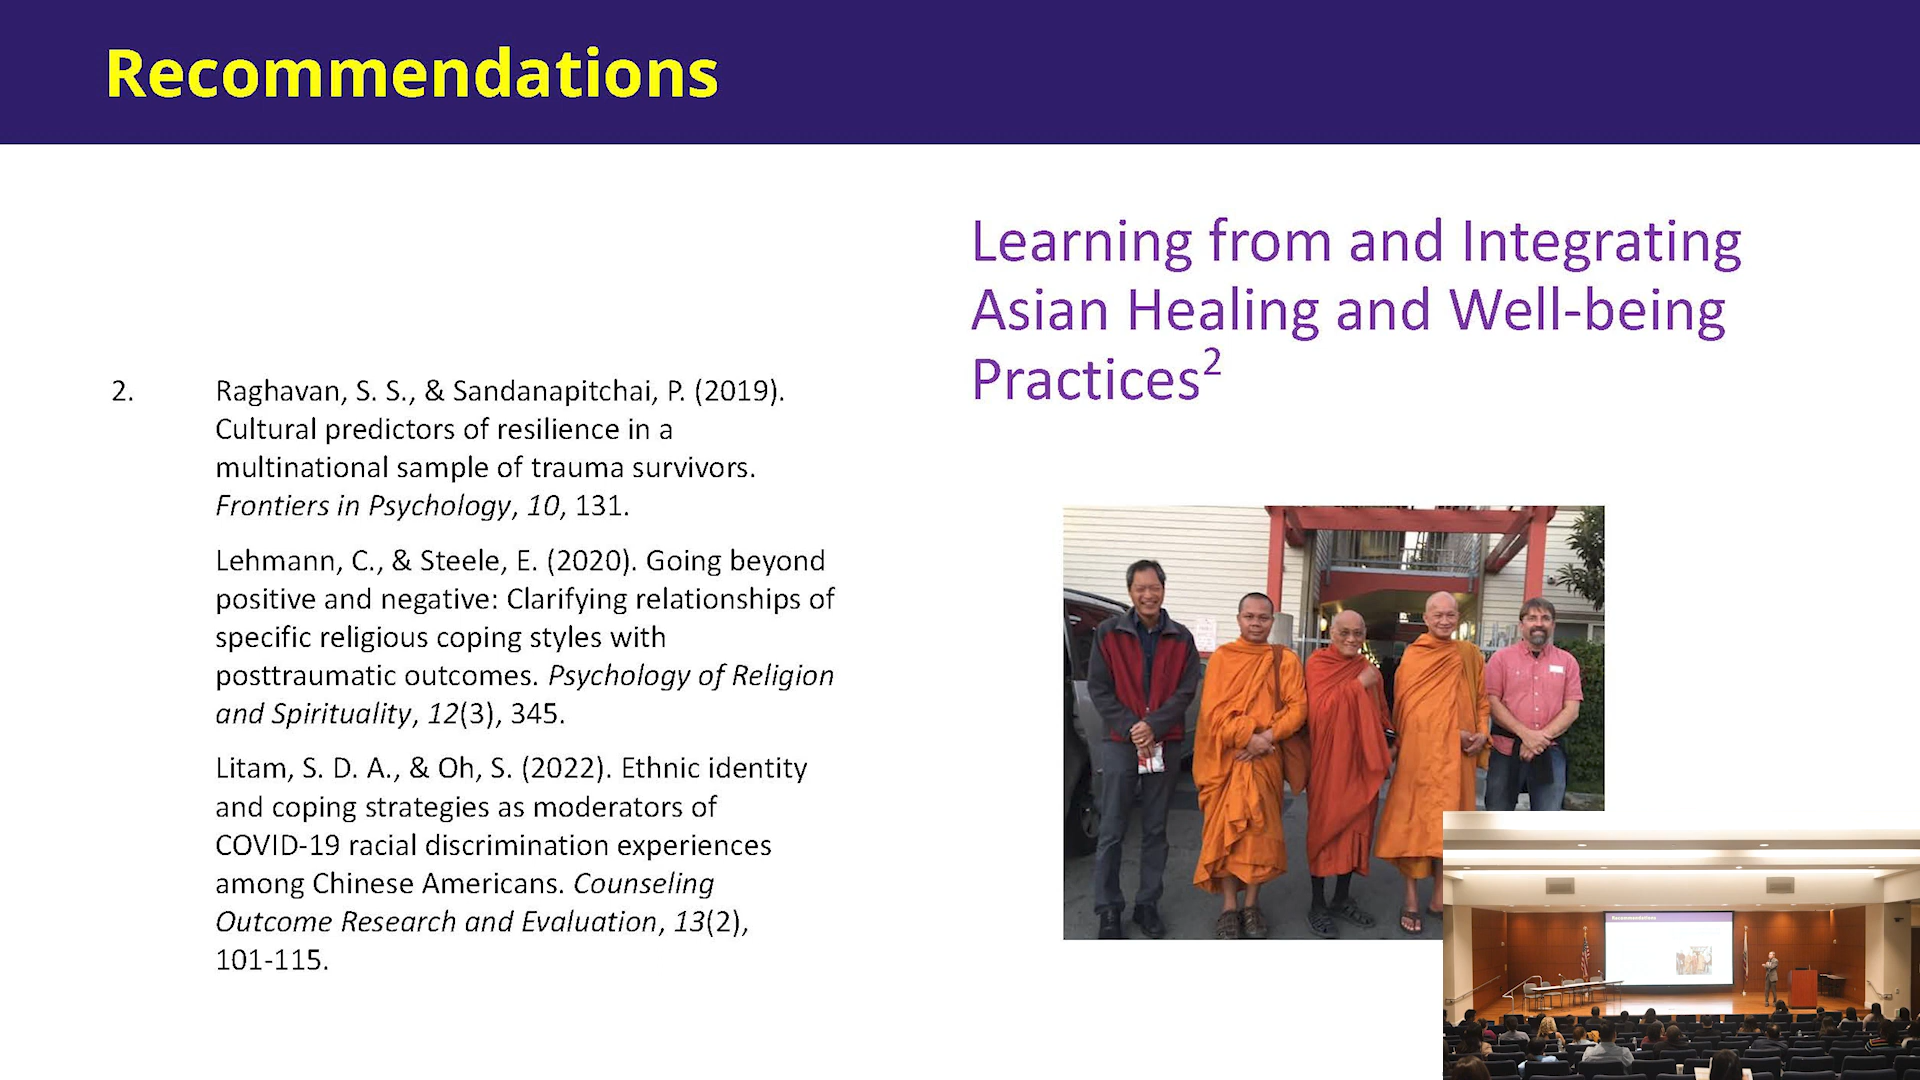 Recommendations
Learning from and Integrating
Asian Healing and Well-being
Practices²
2. Raghavan, S. S., & Sandanapitchai, P. (2019).
Cultural predictors of resilience in a
multinational sample of trauma survivors.
Frontiers in Psychology, 10, 131.
Lehmann, C., & Steele, E. (2020). Going beyond
positive and negative: Clarifying relationships of
specific religious coping styles with
posttraumatic outcomes. Psychology of Religion
and Spirituality, 12(3), 345.
Litam, S. D. A., & Oh, S. (2022). Ethnic identity
and coping strategies as moderators of
COVID-19 racial discrimination experiences
among Chinese Americans. Counseling
Outcome Research and Evaluation, 13(2),
101-115.
Recommendations